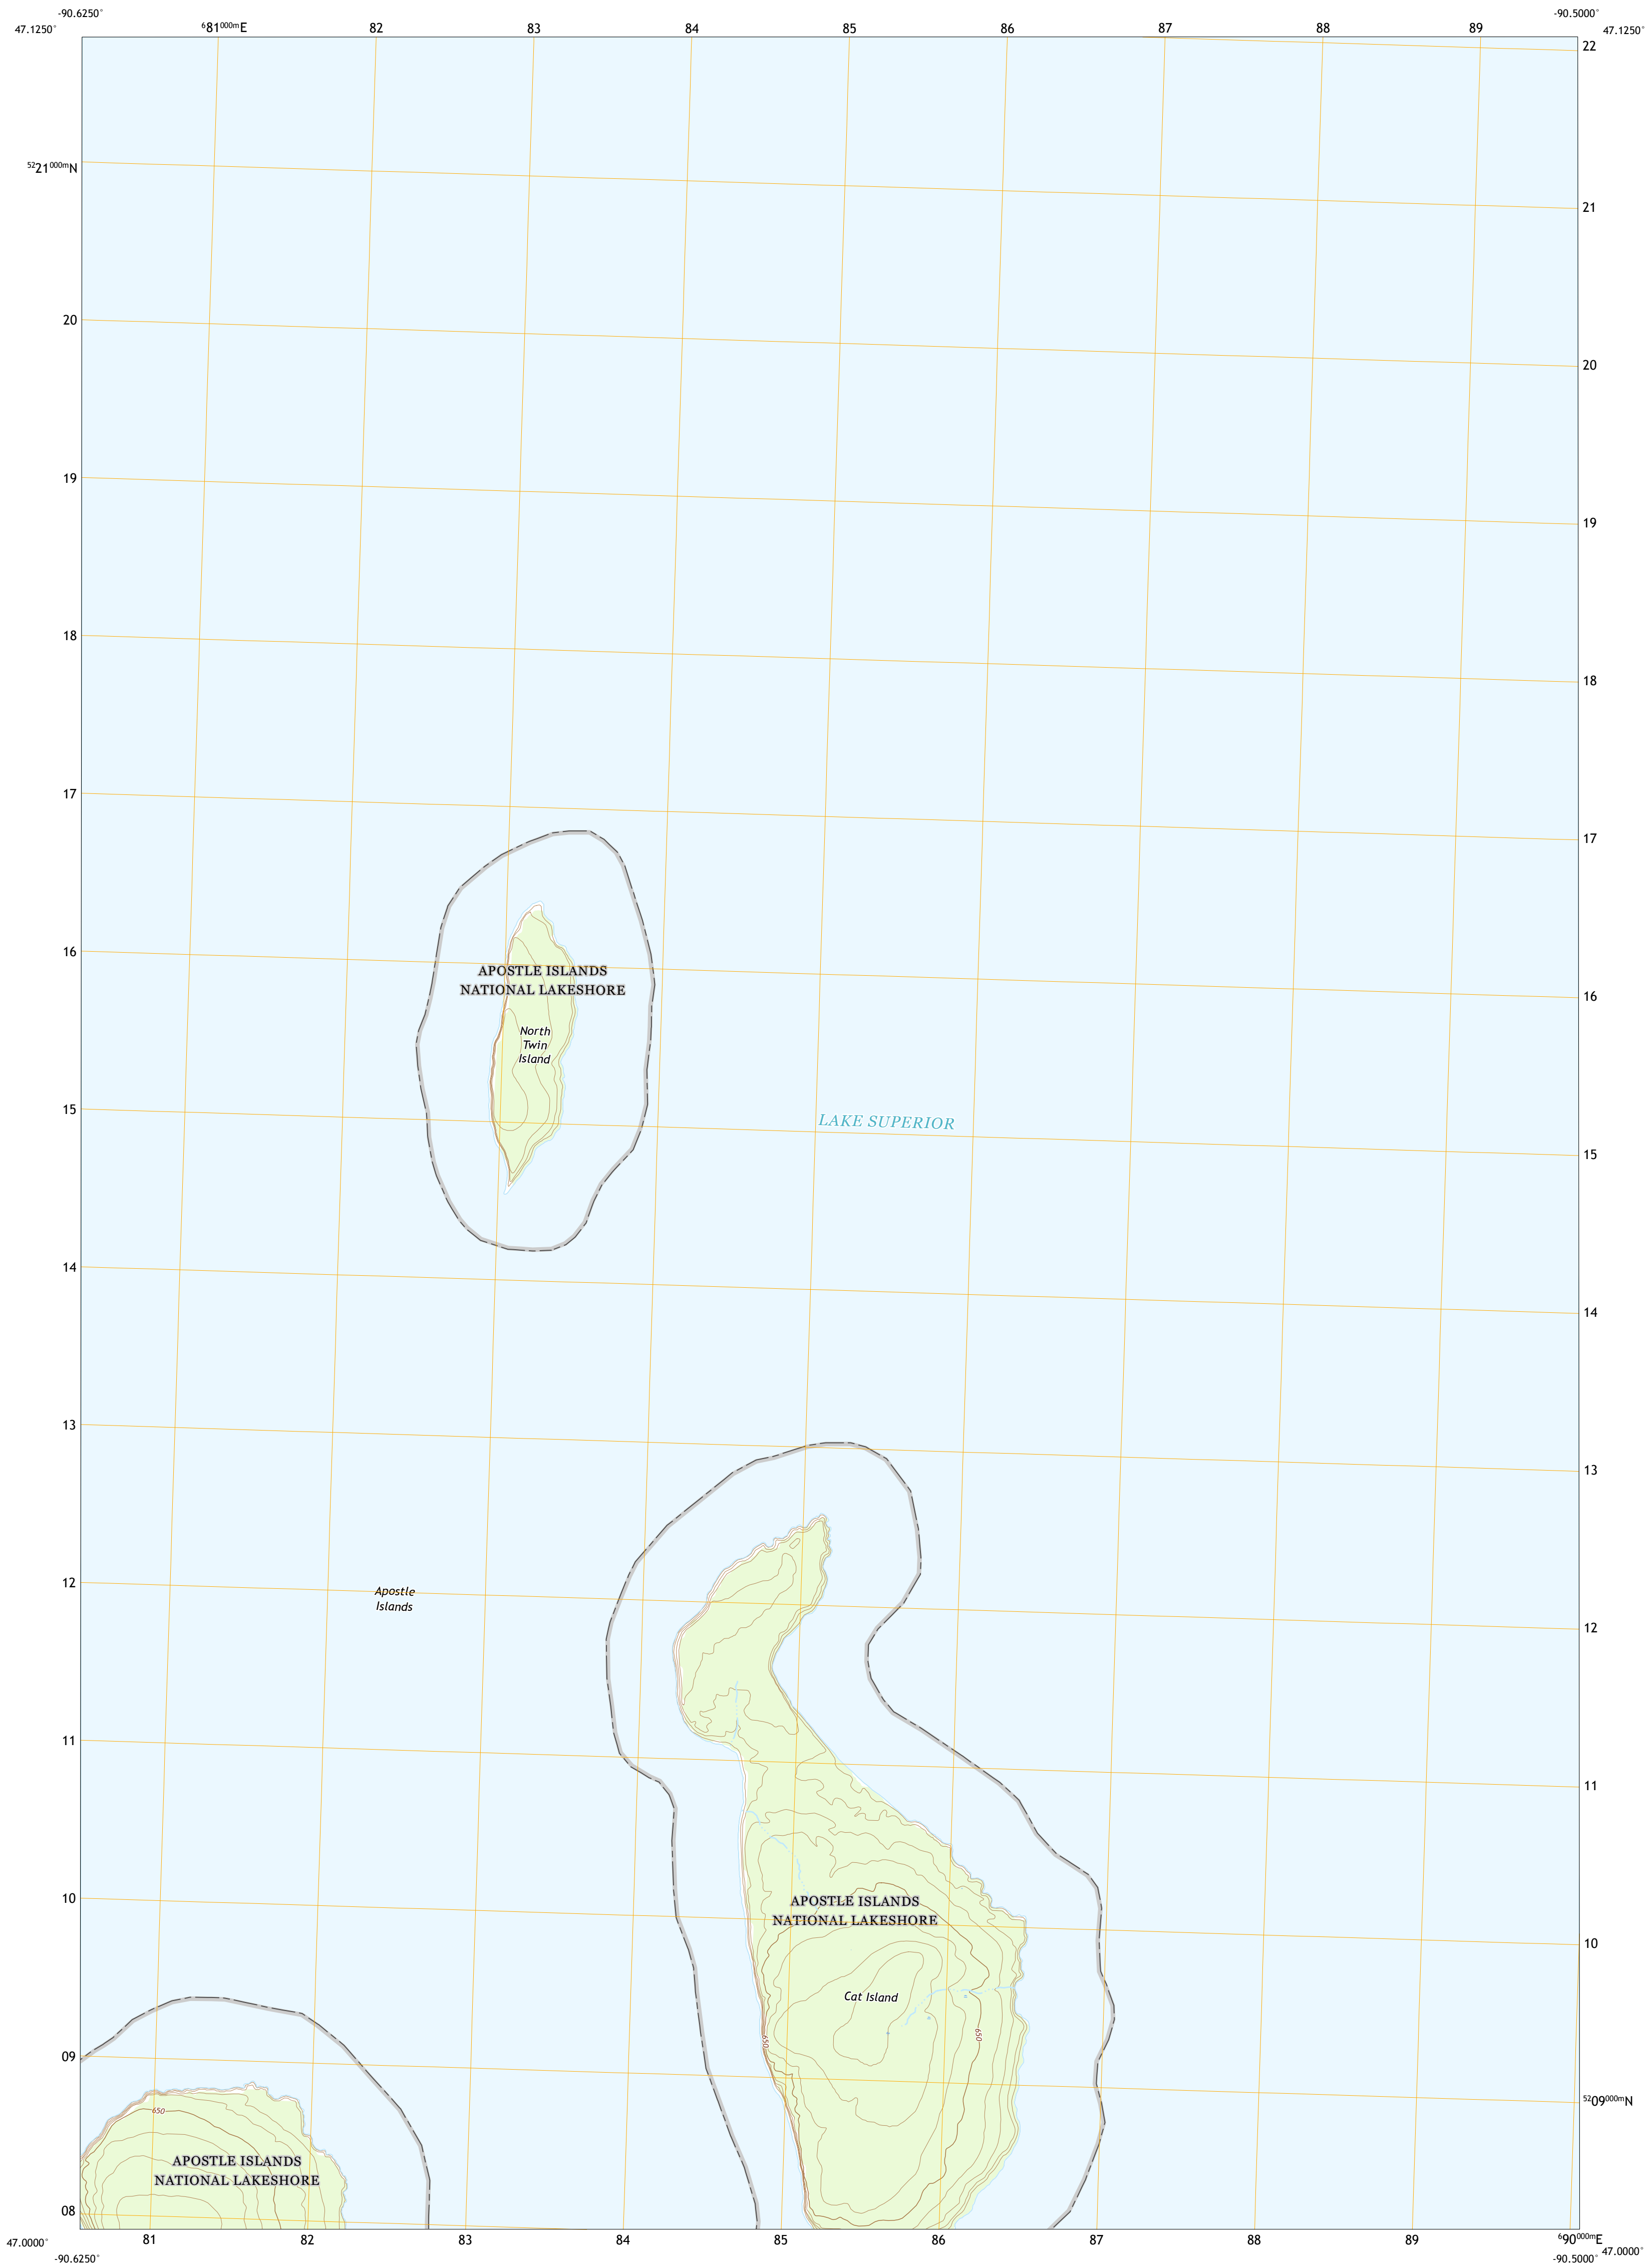 -90.6250° -90.5000°
47.1250° ⁶81⁰⁰⁰ᵐE 82 83 84 85 86 87 88 89 47.1250°
22
⁵²21⁰⁰⁰ᵐN
21
20
20
19
19
18
18
17
17
16
APOSTLE ISLANDS
NATIONAL LAKESHORE
16
North
Twin
Island
15
LAKE SUPERIOR
15
14
14
13
13
12
Apostle
Islands
12
11
11
10
APOSTLE ISLANDS
NATIONAL LAKESHORE
10
Cat Island
650
650
09
⁵²09⁰⁰⁰ᵐN
650
APOSTLE ISLANDS
NATIONAL LAKESHORE
08
47.0000° 81 82 83 84 85 86 87 88 89 ⁶90⁰⁰⁰ᵐE 47.0000°
-90.6250° -90.5000°